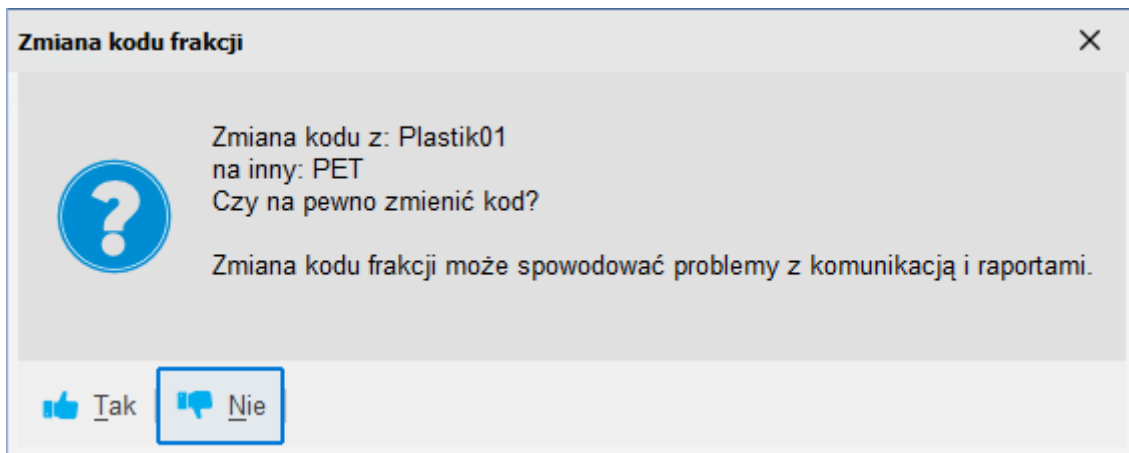 Zmiana kodu frakcji
Zmiana kodu z: Plastik01
na inny: PET
Czy na pewno zmienić kod?
Zmiana kodu frakcji może spowodować problemy z komunikacją i raportami.
Tak Nie